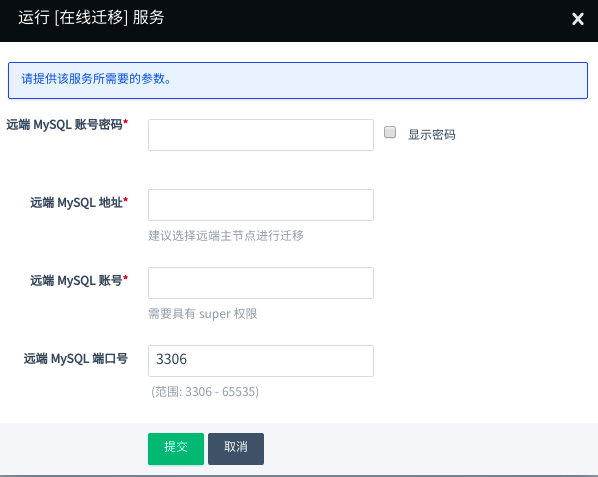 运行 [在线迁移] 服务
请提供该服务所需要的参数。
远端 MySQL 账号密码*
显示密码
远端 MySQL 地址*
建议选择远端主节点进行迁移
远端 MySQL 账号*
需要具有 super 权限
远端 MySQL 端口号
3306
(范围: 3306 - 65535)
提交
取消